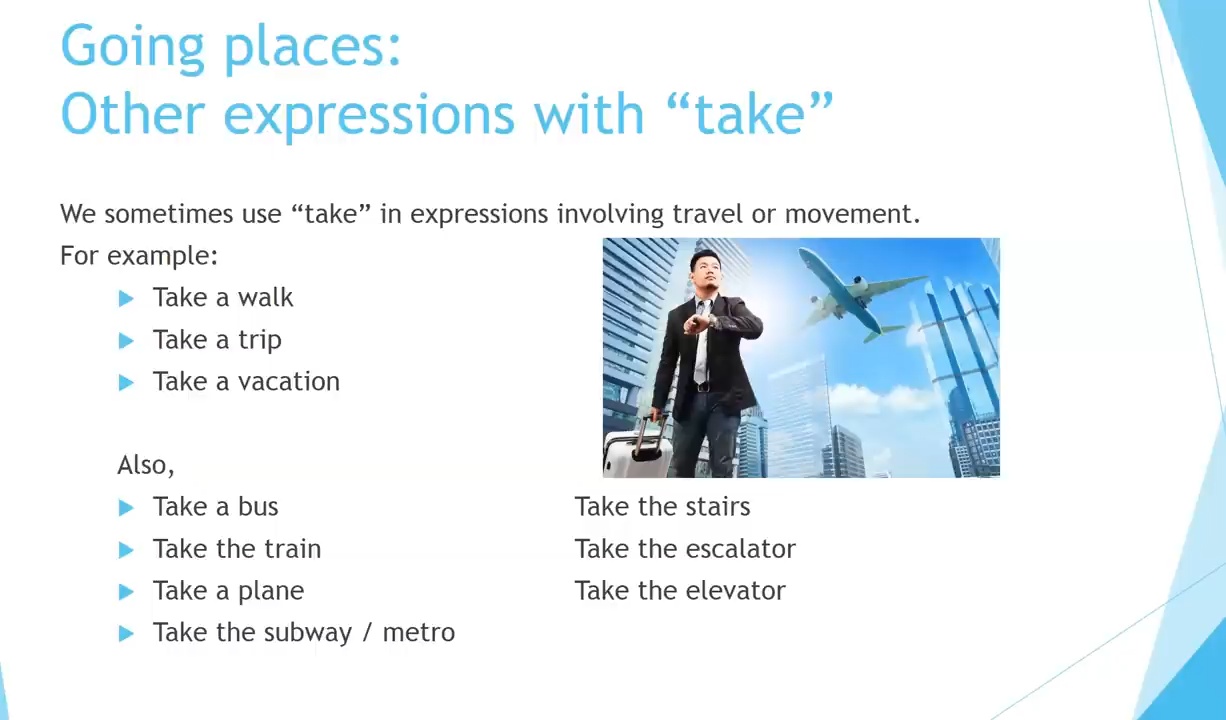 Going places:
Other expressions with “take”
We sometimes use “take” in expressions involving travel or movement.
For example:
Take a walk
Take a trip
Take a vacation
Also,
Take a bus
Take the train
Take a plane
Take the subway / metro
Take the stairs
Take the escalator
Take the elevator